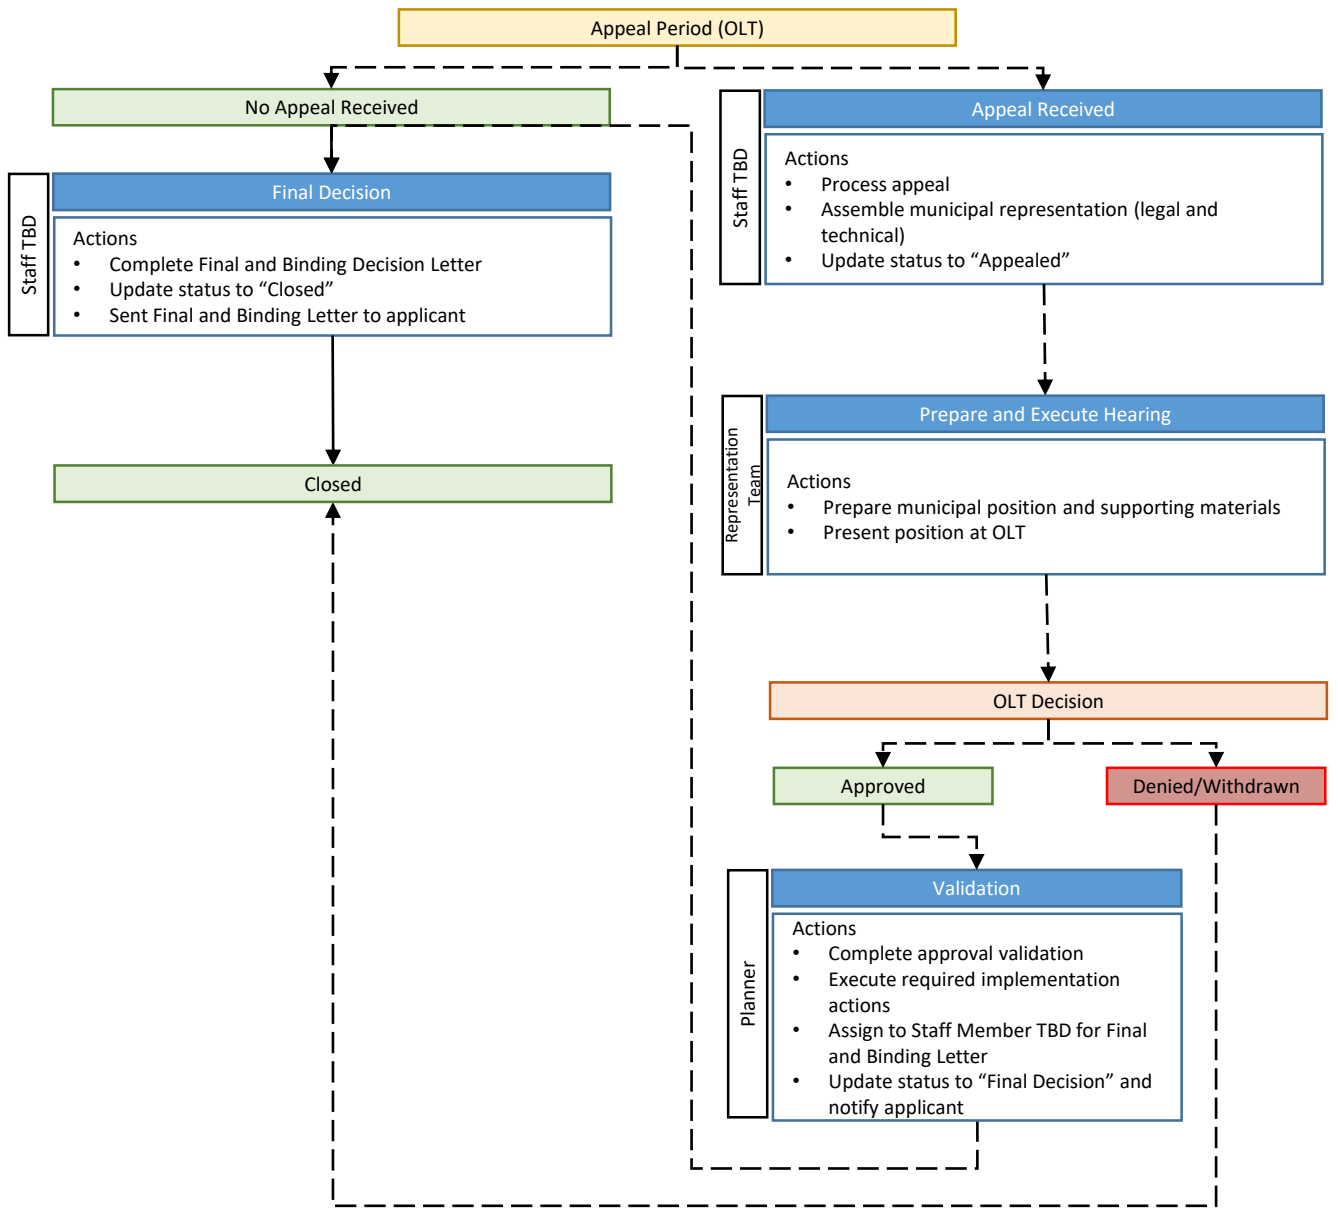 Appeal Period (OLT)
No Appeal Received
Staff TBD
Final Decision
Actions
• Complete Final and Binding Decision Letter
• Update status to “Closed”
• Sent Final and Binding Letter to applicant
Closed
Staff TBD
Appeal Received
Actions
• Process appeal
• Assemble municipal representation (legal and
technical)
• Update status to “Appealed”
Representation
Team
Prepare and Execute Hearing
Actions
• Prepare municipal position and supporting materials
• Present position at OLT
OLT Decision
Approved
Denied/Withdrawn
Planner
Validation
Actions
• Complete approval validation
• Execute required implementation
actions
• Assign to Staff Member TBD for Final
and Binding Letter
• Update status to “Final Decision” and
notify applicant